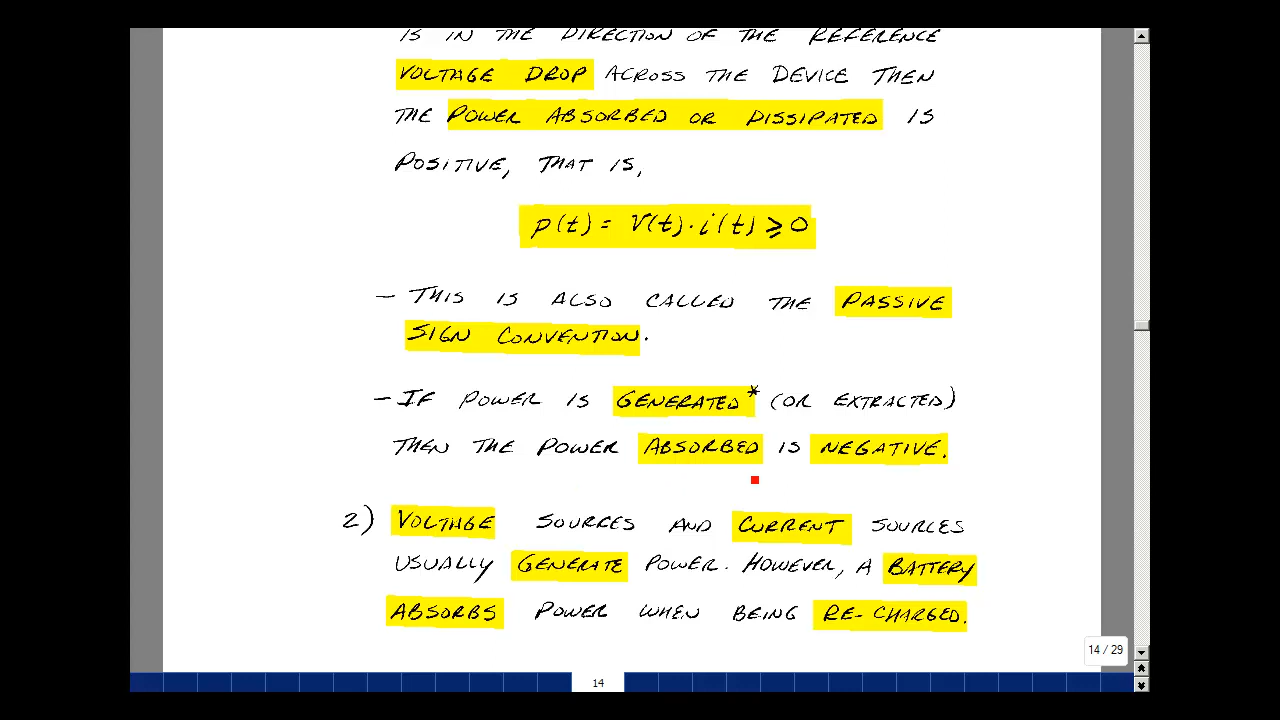 IS IN THE DIRECTION OF THE REFERENCE
VOLTAGE DROP ACROSS THE DEVICE THEN
THE POWER ABSORBED OR DISSIPATED IS
POSITIVE, THAT IS,
p(t) = V(t)·i(t) ⩾ 0
- THIS IS ALSO CALLED THE PASSIVE
SIGN CONVENTION.
- IF POWER IS GENERATED* (OR EXTRACTED)
THEN THE POWER ABSORBED IS NEGATIVE.
2) VOLTAGE SOURCES AND CURRENT SOURCES
USUALLY GENERATE POWER. HOWEVER, A BATTERY
ABSORBS POWER WHEN BEING RE-CHARGED.
14 / 29
14